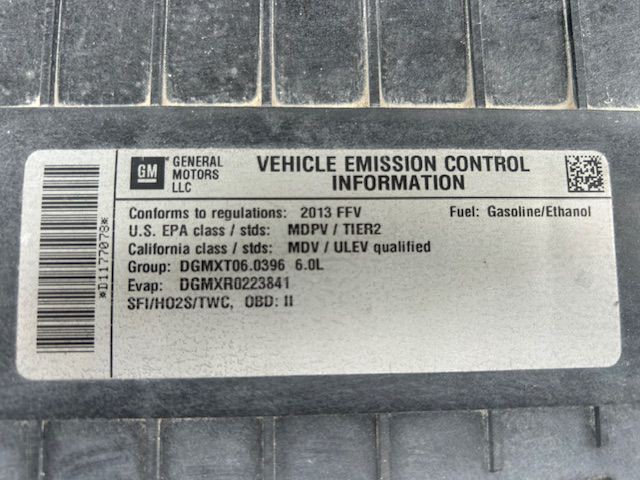 GM
GENERAL
MOTORS
LLC
VEHICLE EMISSION CONTROL
INFORMATION
Conforms to regulations: 2013 FFV Fuel: Gasoline/Ethanol
U.S. EPA class / stds: MDPV / TIER2
California class / stds: MDV / ULEV qualified
Group: DGMXT06.0396 6.0L
Evap: DGMXR0223841
SFI/HO2S/TWC, OBD: II
*D1177078*